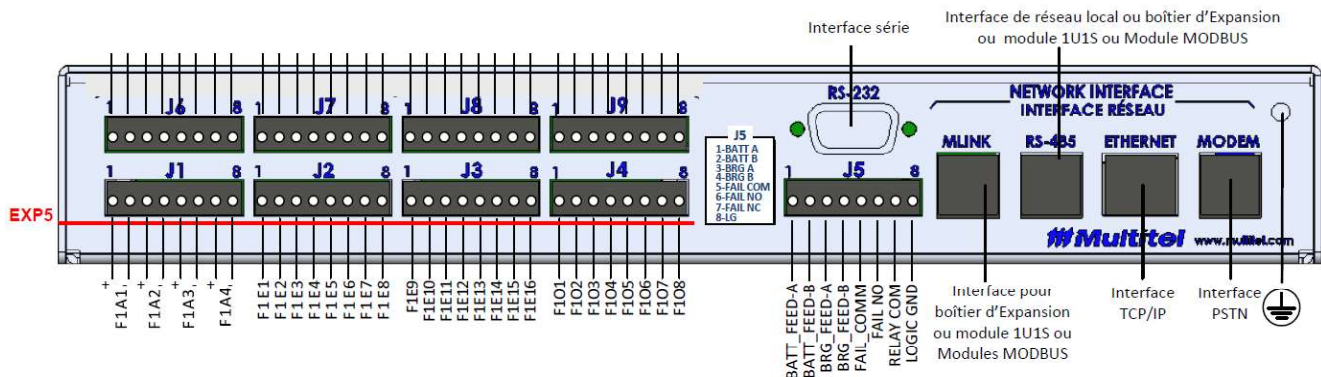 Interface série
Interface de réseau local ou boîtier d'Expansion
ou module 1U1S ou Module MODBUS
1 J6 8
1 J7 8
1 J8 8
1 J9 8
RS-232
NETWORK INTERFACE
INTERFACE RÉSEAU
J5
1-BATT A
2-BATT B
3-BRG A
4-BRG B
5-FAIL COM
6-FAIL NO
7-FAIL NC
8-LG
MLINK
RS-485
ETHERNET
MODEM
1 J1 8
1 J2 8
1 J3 8
1 J4 8
1 J5 8
EXP5
Multitel www.multitel.com
+
F1A1,
+
F1A2,
+
F1A3,
+
F1A4,
F1E1
F1E2
F1E3
F1E4
F1E5
F1E6
F1E7
F1E8
F1E9
F1E10
F1E11
F1E12
F1E13
F1E14
F1E15
F1E16
F1O1
F1O2
F1O3
F1O4
F1O5
F1O6
F1O7
F1O8
BATT_FEED-A
BATT_FEED-B
BRG_FEED-A
BRG_FEED-B
FAIL_COMM
FAIL NO
RELAY COM
LOGIC GND
Interface pour
boîtier d'Expansion
ou module 1U1S ou
Modules MODBUS
Interface
TCP/IP
Interface
PSTN